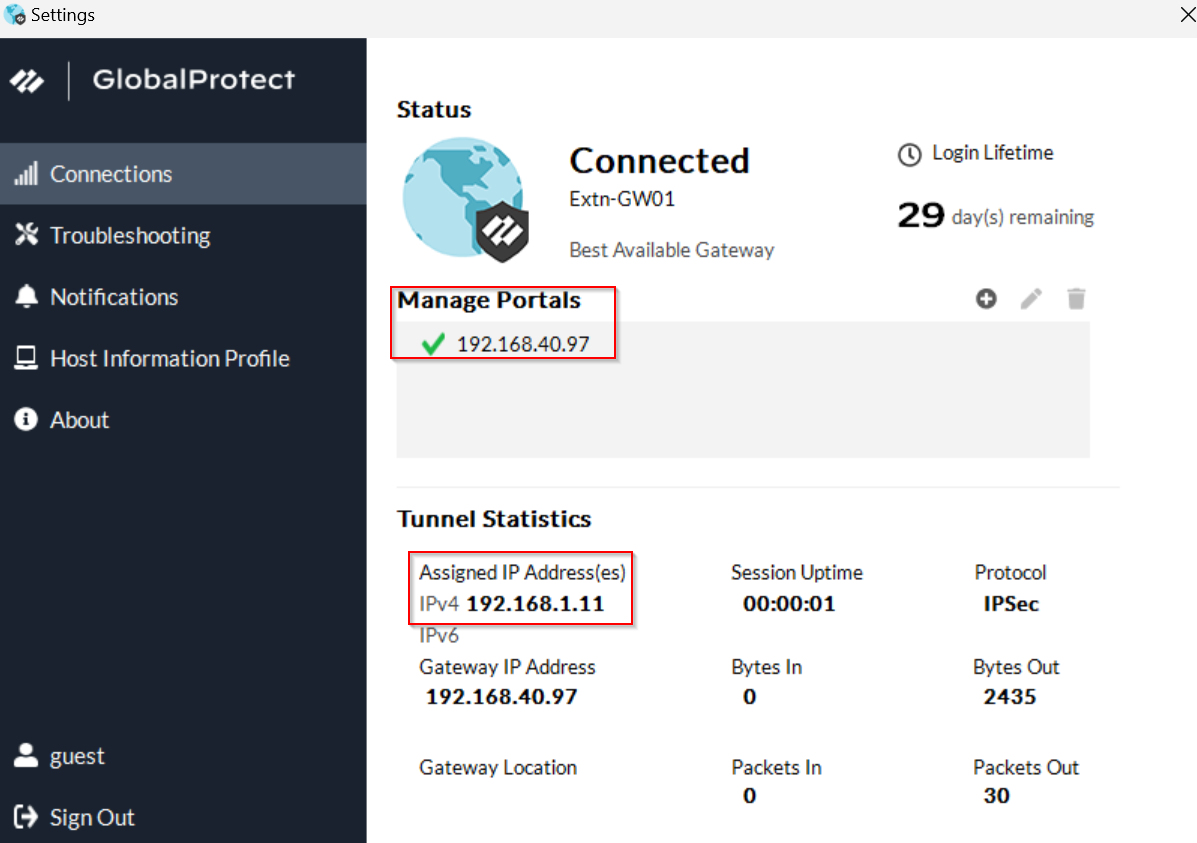 Settings
GlobalProtect
Connections
Troubleshooting
Notifications
Host Information Profile
About
guest
Sign Out
Status
Connected
Extn-GW01
Best Available Gateway
Login Lifetime
29 day(s) remaining
Manage Portals
192.168.40.97
Tunnel Statistics
Assigned IP Address(es)
IPv4 192.168.1.11
IPv6
Session Uptime
00:00:01
Protocol
IPSec
Gateway IP Address
192.168.40.97
Bytes In
0
Bytes Out
2435
Gateway Location
Packets In
0
Packets Out
30